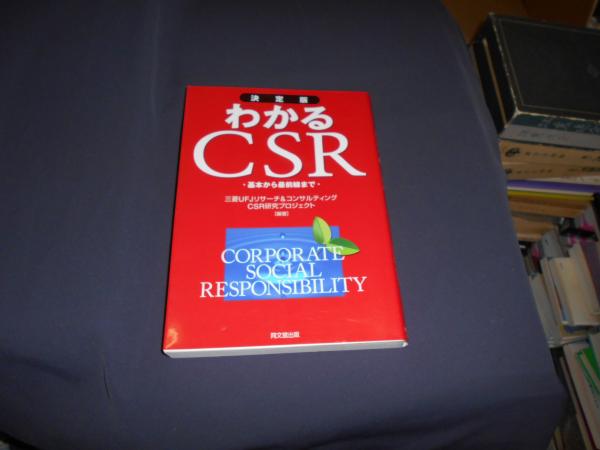 決定版
わかる
CSR
・基本から最前線まで・
三菱UFJリサーチ&コンサルティング
CSR研究プロジェクト
[編著]
CORPORATE
SOCIAL
RESPONSIBILITY
同文舘出版